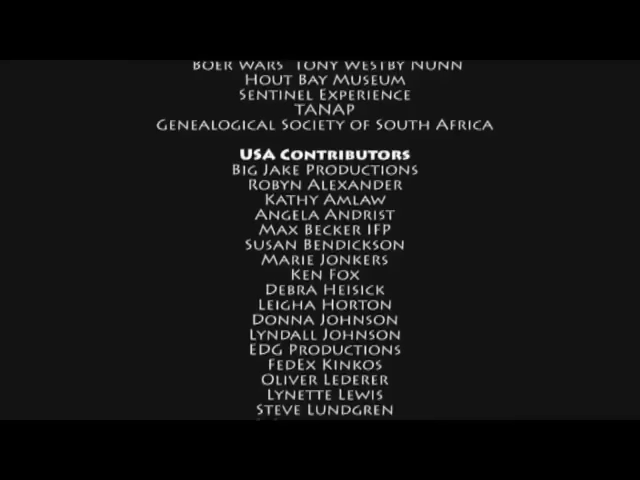 Boer Wars Tony Westby Nunn
Hout Bay Museum
Sentinel Experience
TANAP
Genealogical Society of South Africa
USA Contributors
Big Jake Productions
Robyn Alexander
Kathy Amlaw
Angela Andrist
Max Becker IFP
Susan Bendickson
Marie Jonkers
Ken Fox
Debra Heisick
Leigha Horton
Donna Johnson
Lyndall Johnson
EDG Productions
FedEx Kinkos
Oliver Lederer
Lynette Lewis
Steve Lundgren